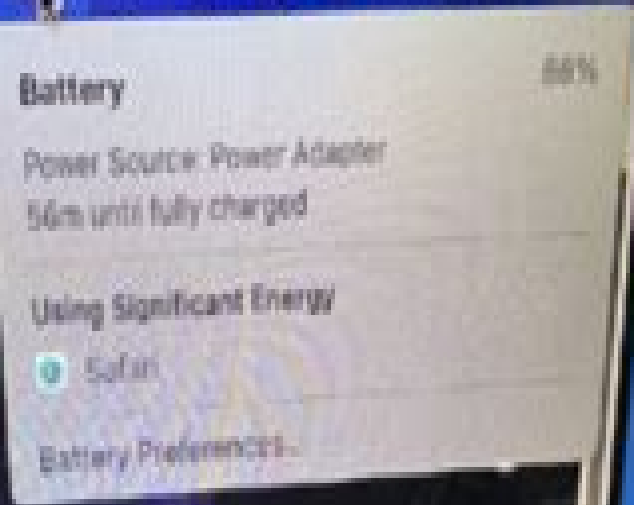 Battery
Power Source: Power Adapter
56m until fully charged
Using Significant Energy
Safari
Battery Preferences...